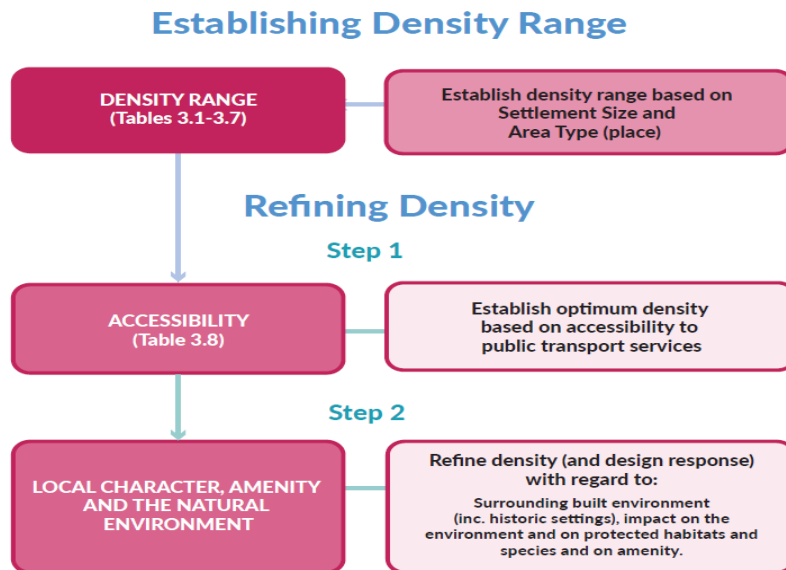 Establishing Density Range
DENSITY RANGE
(Tables 3.1-3.7)
Establish density range based on
Settlement Size and
Area Type (place)
Refining Density
Step 1
ACCESSIBILITY
(Table 3.8)
Establish optimum density
based on accessibility to
public transport services
Step 2
LOCAL CHARACTER, AMENITY
AND THE NATURAL
ENVIRONMENT
Refine density (and design response)
with regard to:
Surrounding built environment
(inc. historic settings), impact on the
environment and on protected habitats and
species and on amenity.